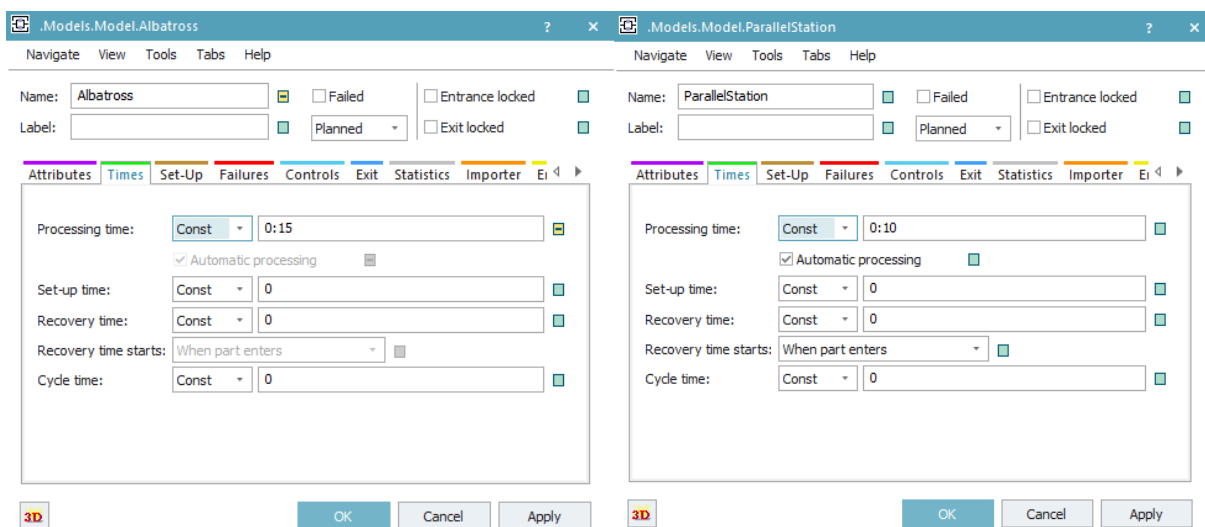 .Models.Model.Albatross ? ×
Navigate View Tools Tabs Help
Name: Albatross Failed Entrance locked
Label: Planned Exit locked
Attributes Times Set-Up Failures Controls Exit Statistics Importer
Processing time: Const 0:15
Automatic processing
Set-up time: Const 0
Recovery time: Const 0
Recovery time starts: When part enters
Cycle time: Const 0
3D OK Cancel Apply
.Models.Model.ParallelStation ? ×
Navigate View Tools Tabs Help
Name: ParallelStation Failed Entrance locked
Label: Planned Exit locked
Attributes Times Set-Up Failures Controls Exit Statistics Importer
Processing time: Const 0:10
Automatic processing
Set-up time: Const 0
Recovery time: Const 0
Recovery time starts: When part enters
Cycle time: Const 0
3D OK Cancel Apply